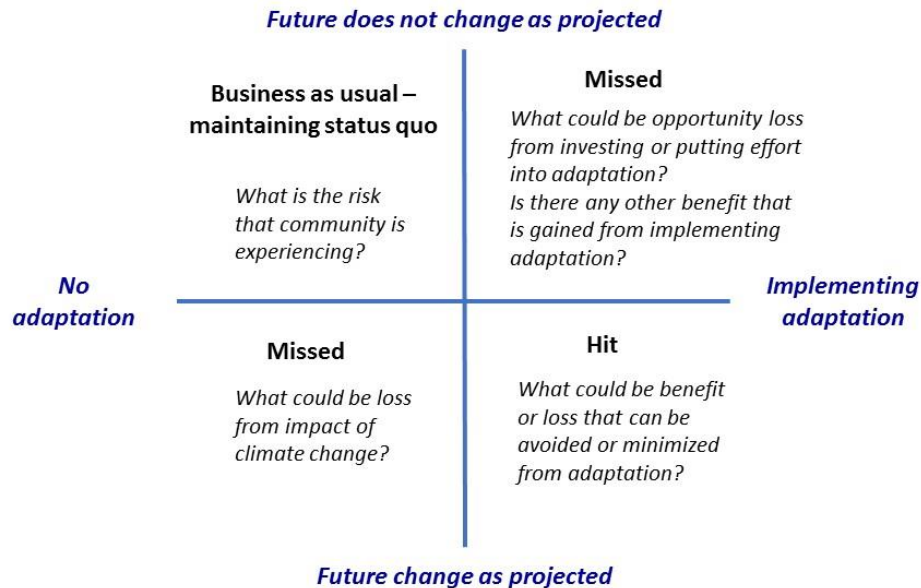 Future does not change as projected
Business as usual –
maintaining status quo
What is the risk
that community is
experiencing?
Missed
What could be opportunity loss
from investing or putting effort
into adaptation?
Is there any other benefit that
is gained from implementing
adaptation?
No
adaptation
Implementing
adaptation
Missed
What could be loss
from impact of
climate change?
Hit
What could be benefit
or loss that can be
avoided or minimized
from adaptation?
Future change as projected